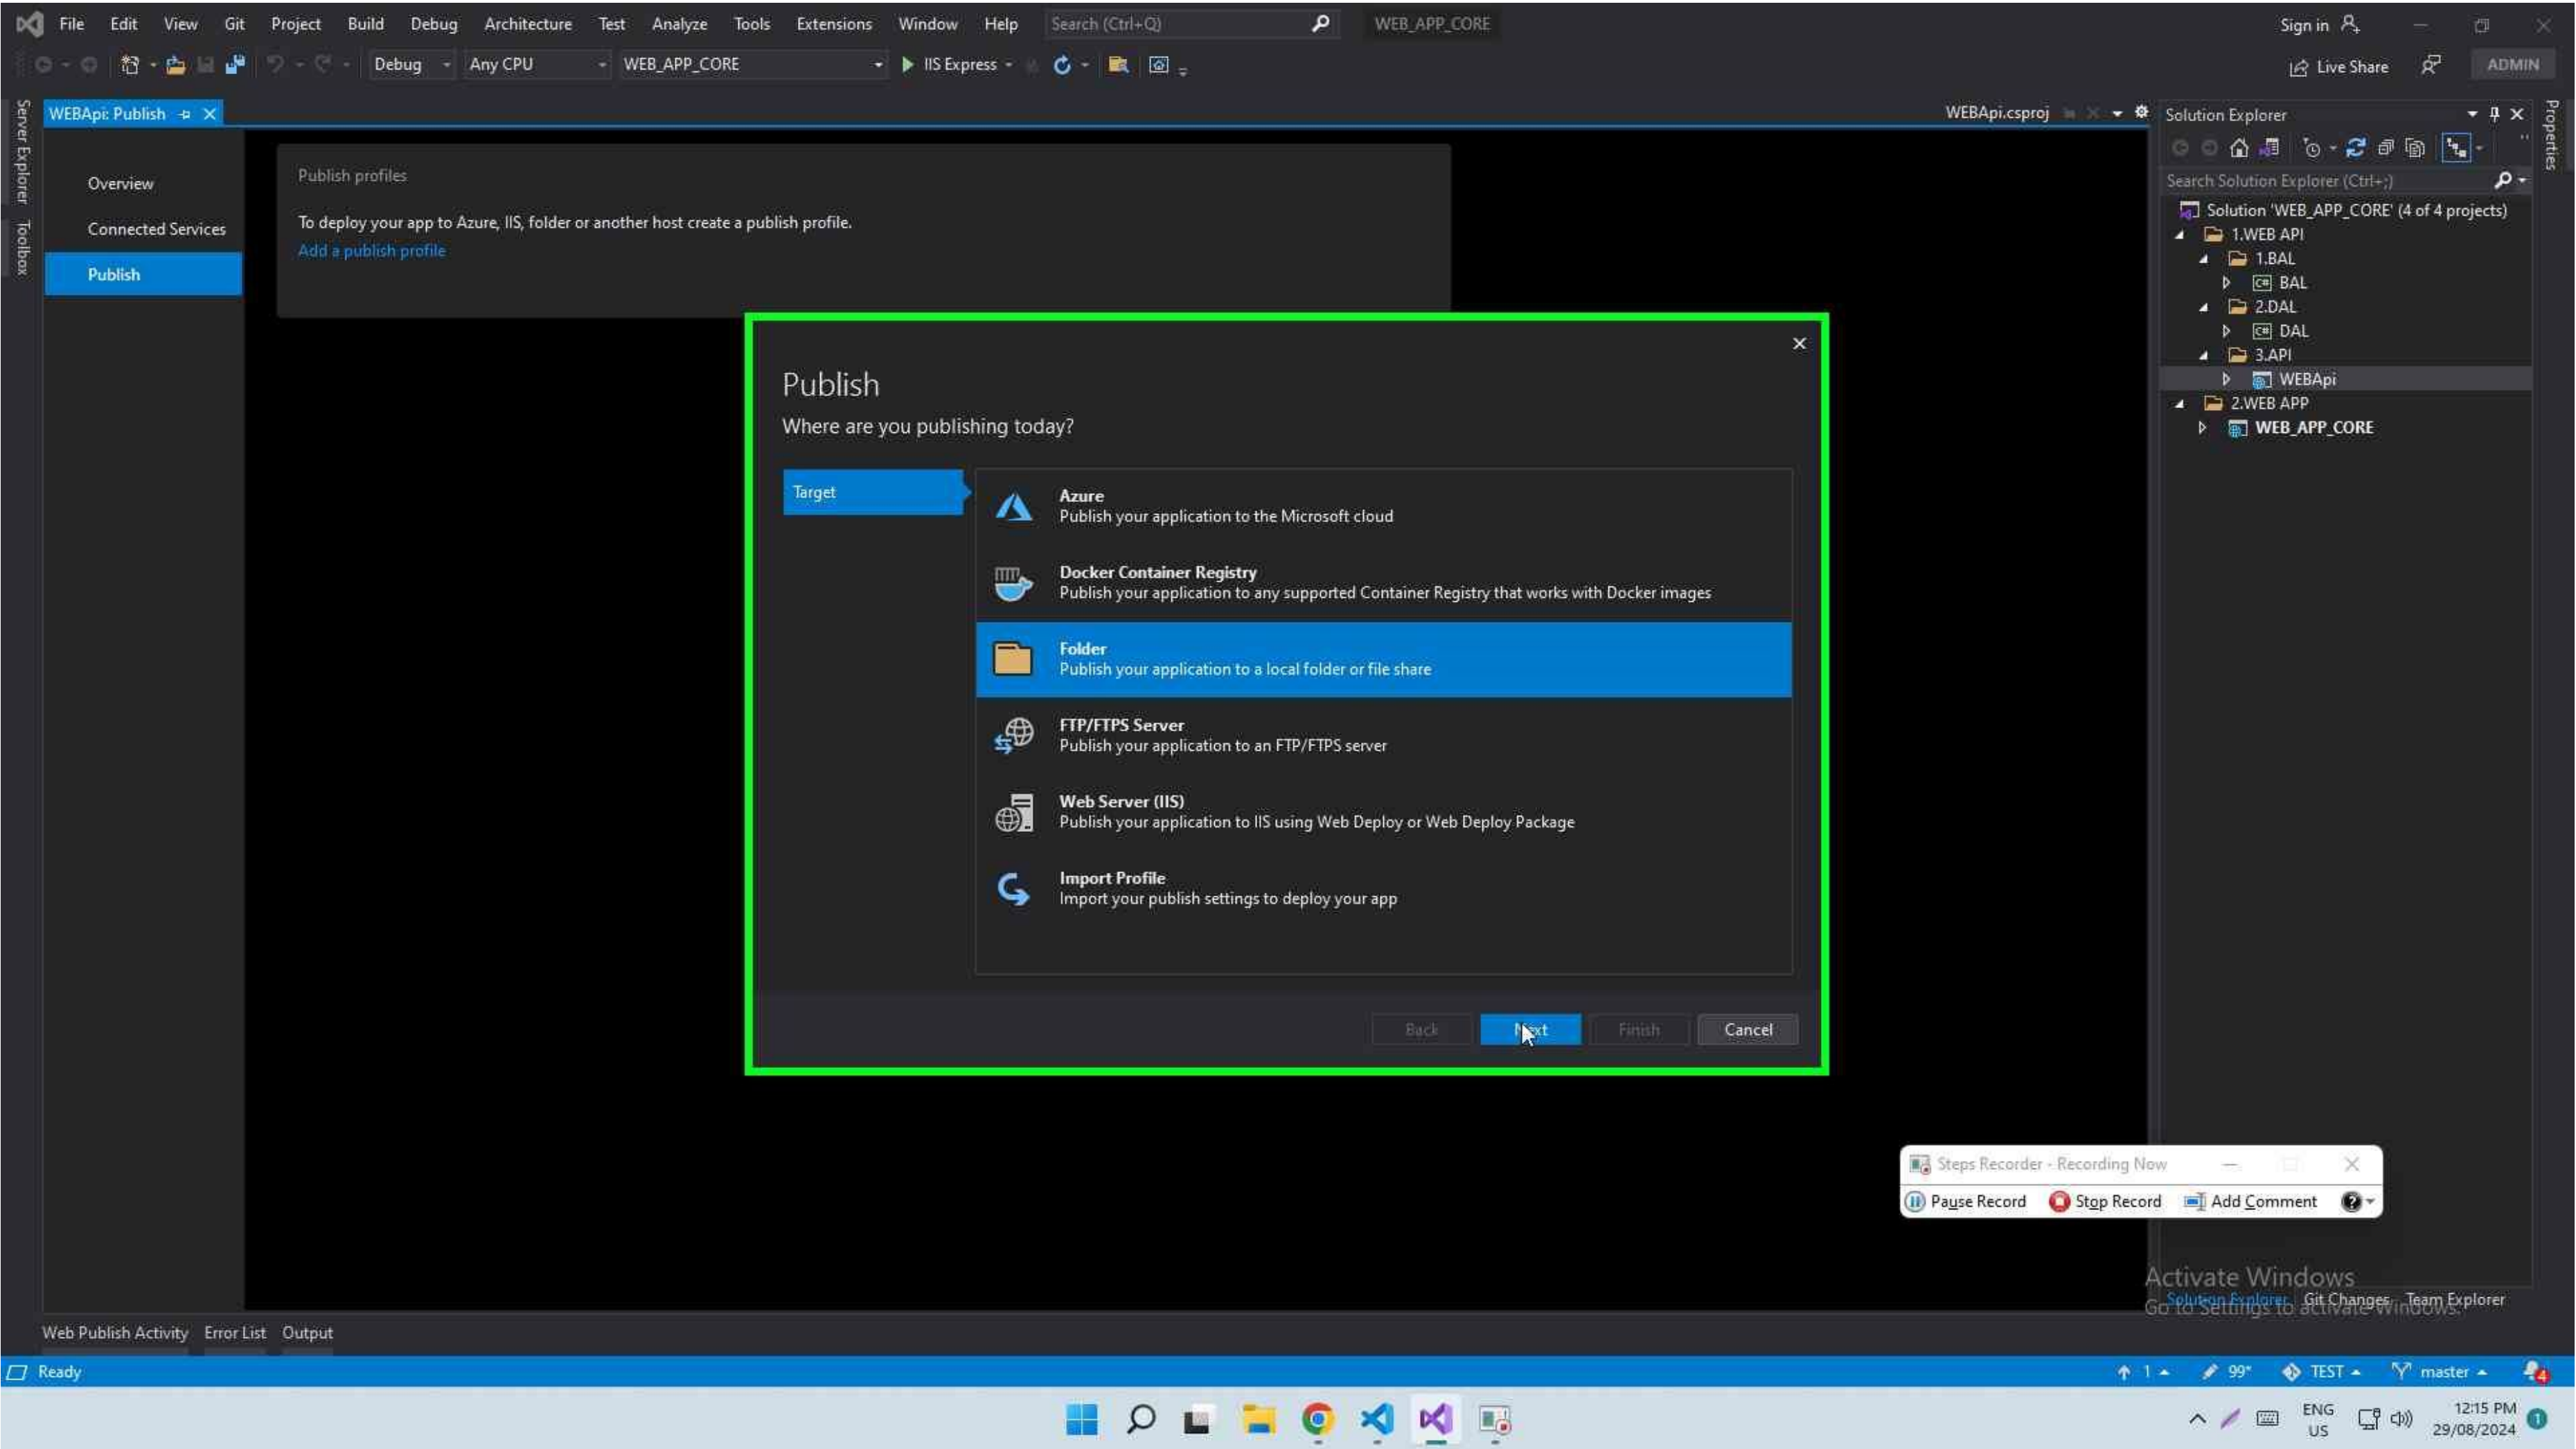 File Edit View Git Project Build Debug Architecture Test Analyze Tools Extensions Window Help Search (Ctrl+Q) WEB_APP_CORE Sign in
Debug Any CPU WEB_APP_CORE IIS Express Live Share ADMIN
Server Explorer
Toolbox
WEBApi: Publish
WEBApi.csproj
Overview
Connected Services
Publish
Publish profiles
To deploy your app to Azure, IIS, folder or another host create a publish profile.
Add a publish profile
Publish
Where are you publishing today?
Target
Azure
Publish your application to the Microsoft cloud
Docker Container Registry
Publish your application to any supported Container Registry that works with Docker images
Folder
Publish your application to a local folder or file share
FTP/FTPS Server
Publish your application to an FTP/FTPS server
Web Server (IIS)
Publish your application to IIS using Web Deploy or Web Deploy Package
Import Profile
Import your publish settings to deploy your app
Back Next Finish Cancel
Solution Explorer
Search Solution Explorer (Ctrl+;)
Solution 'WEB_APP_CORE' (4 of 4 projects)
1.WEB API
1.BAL
C# BAL
2.DAL
C# DAL
3.API
WEBApi
2.WEB APP
WEB_APP_CORE
Properties
Steps Recorder - Recording Now
Pause Record Stop Record Add Comment
Activate Windows
Go to Settings to activate Windows.
Solution Explorer Git Changes Team Explorer
Web Publish Activity Error List Output
Ready 1 99+ TEST master 4
ENG
US
12:15 PM
29/08/2024
1